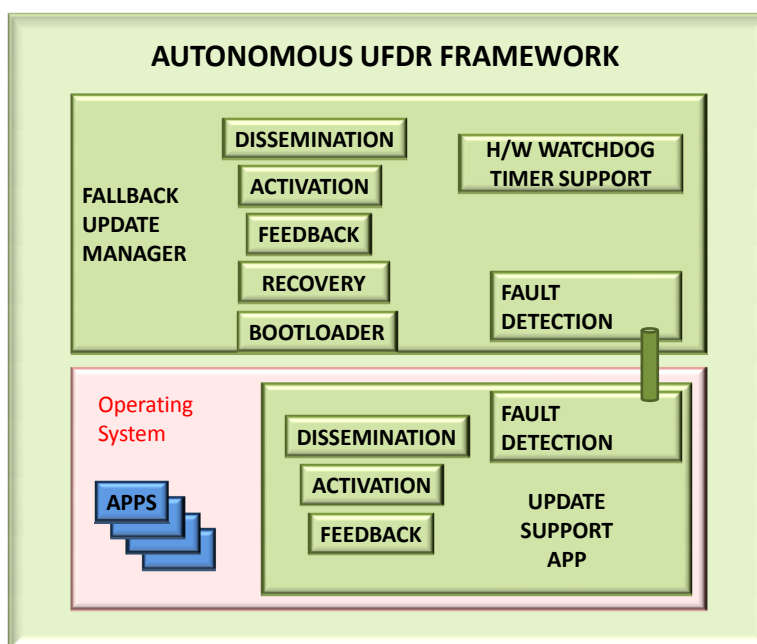 AUTONOMOUS UFDR FRAMEWORK
FALLBACK
UPDATE
MANAGER
DISSEMINATION
ACTIVATION
FEEDBACK
RECOVERY
BOOTLOADER
H/W WATCHDOG
TIMER SUPPORT
FAULT
DETECTION
Operating
System
APPS
DISSEMINATION
ACTIVATION
FEEDBACK
FAULT
DETECTION
UPDATE
SUPPORT
APP